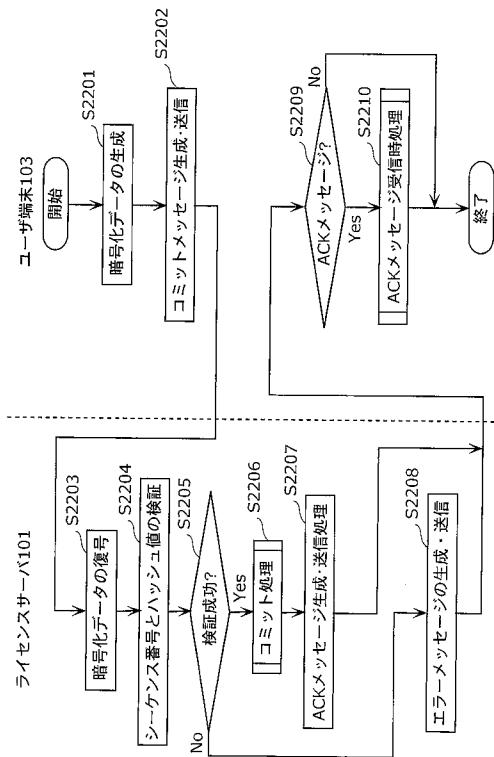 ライセンスサーバ101
ユーザ端末103
開始
S2201
暗号化データの生成
S2202
コミットメッセージ生成・送信
S2203
暗号化データの復号
S2204
シーケンス番号とハッシュ値の検証
S2205
検証成功?
Yes
No
S2206
コミット処理
S2207
ACKメッセージ生成・送信処理
S2208
エラーメッセージの生成・送信
S2209
ACKメッセージ?
No
Yes
S2210
ACKメッセージ受信時処理
終了